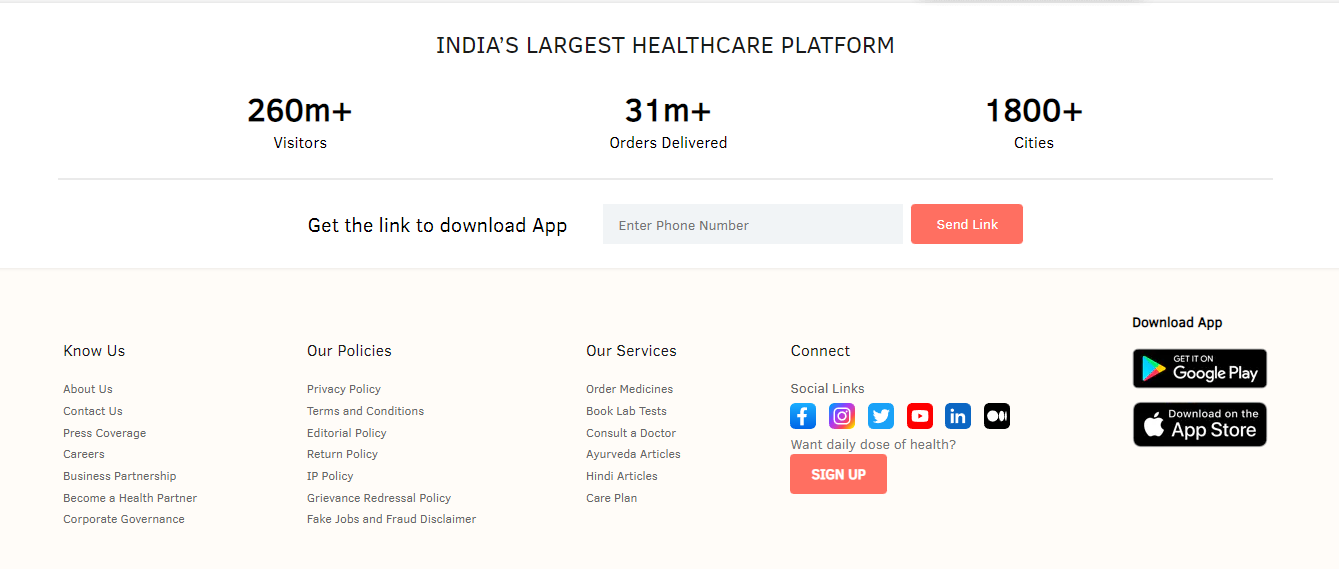 INDIA’S LARGEST HEALTHCARE PLATFORM
260m+
Visitors
31m+
Orders Delivered
1800+
Cities
Get the link to download App
Enter Phone Number
Send Link
Know Us
About Us
Contact Us
Press Coverage
Careers
Business Partnership
Become a Health Partner
Corporate Governance
Our Policies
Privacy Policy
Terms and Conditions
Editorial Policy
Return Policy
IP Policy
Grievance Redressal Policy
Fake Jobs and Fraud Disclaimer
Our Services
Order Medicines
Book Lab Tests
Consult a Doctor
Ayurveda Articles
Hindi Articles
Care Plan
Connect
Social Links
Want daily dose of health?
SIGN UP
Download App
GET IT ON
Google Play
Download on the
App Store